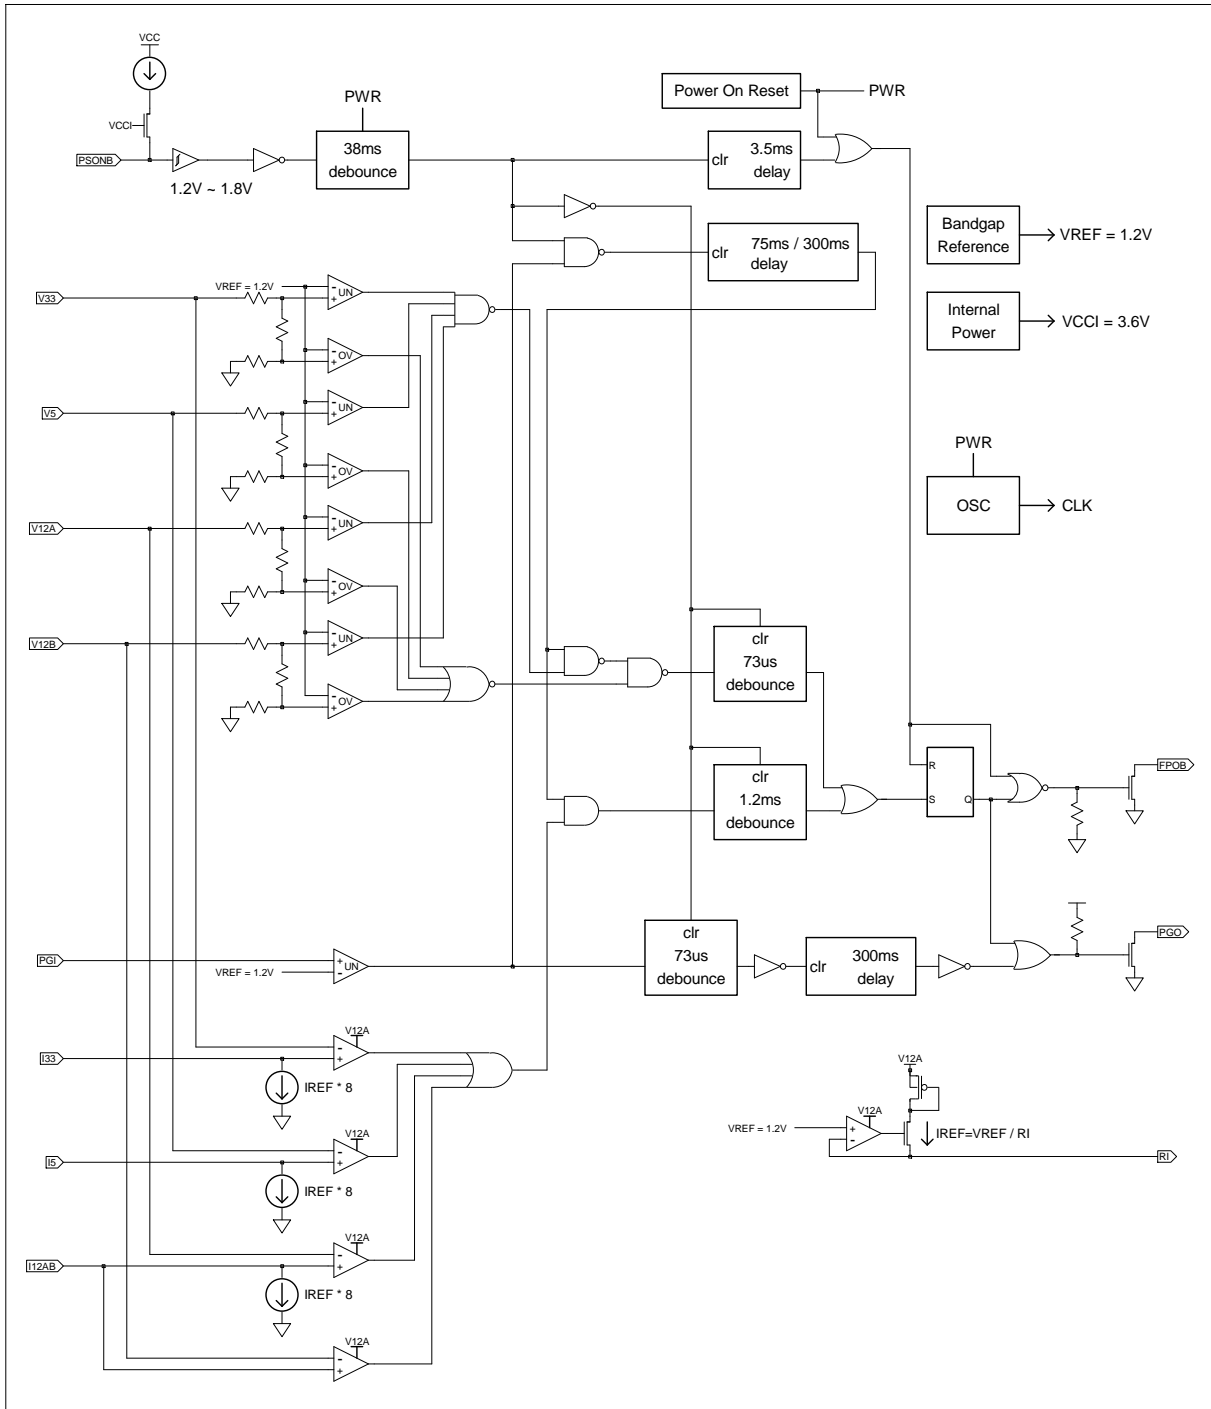 VCC
PWR
Power On Reset
PWR
VCCI
PSONB
1.2V ~ 1.8V
38ms
debounce
clr
3.5ms
delay
clr
75ms / 300ms
delay
Bandgap
Reference
VREF = 1.2V
Internal
Power
VCCI = 3.6V
PWR
OSC
CLK
V33
VREF = 1.2V
-
+
UN
-
+
OV
V5
-
+
UN
-
+
OV
V12A
-
+
UN
-
+
OV
V12B
-
+
UN
-
+
OV
clr
73us
debounce
clr
1.2ms
debounce
R
S
Q
FPOB
PGI
VREF = 1.2V
+
-
UN
clr
73us
debounce
clr
300ms
delay
PGO
I33
V12A
-
+
IREF * 8
I5
V12A
-
+
IREF * 8
I12AB
V12A
-
+
IREF * 8
V12A
-
+
V12A
VREF = 1.2V
V12A
+
-
IREF=VREF / RI
RI